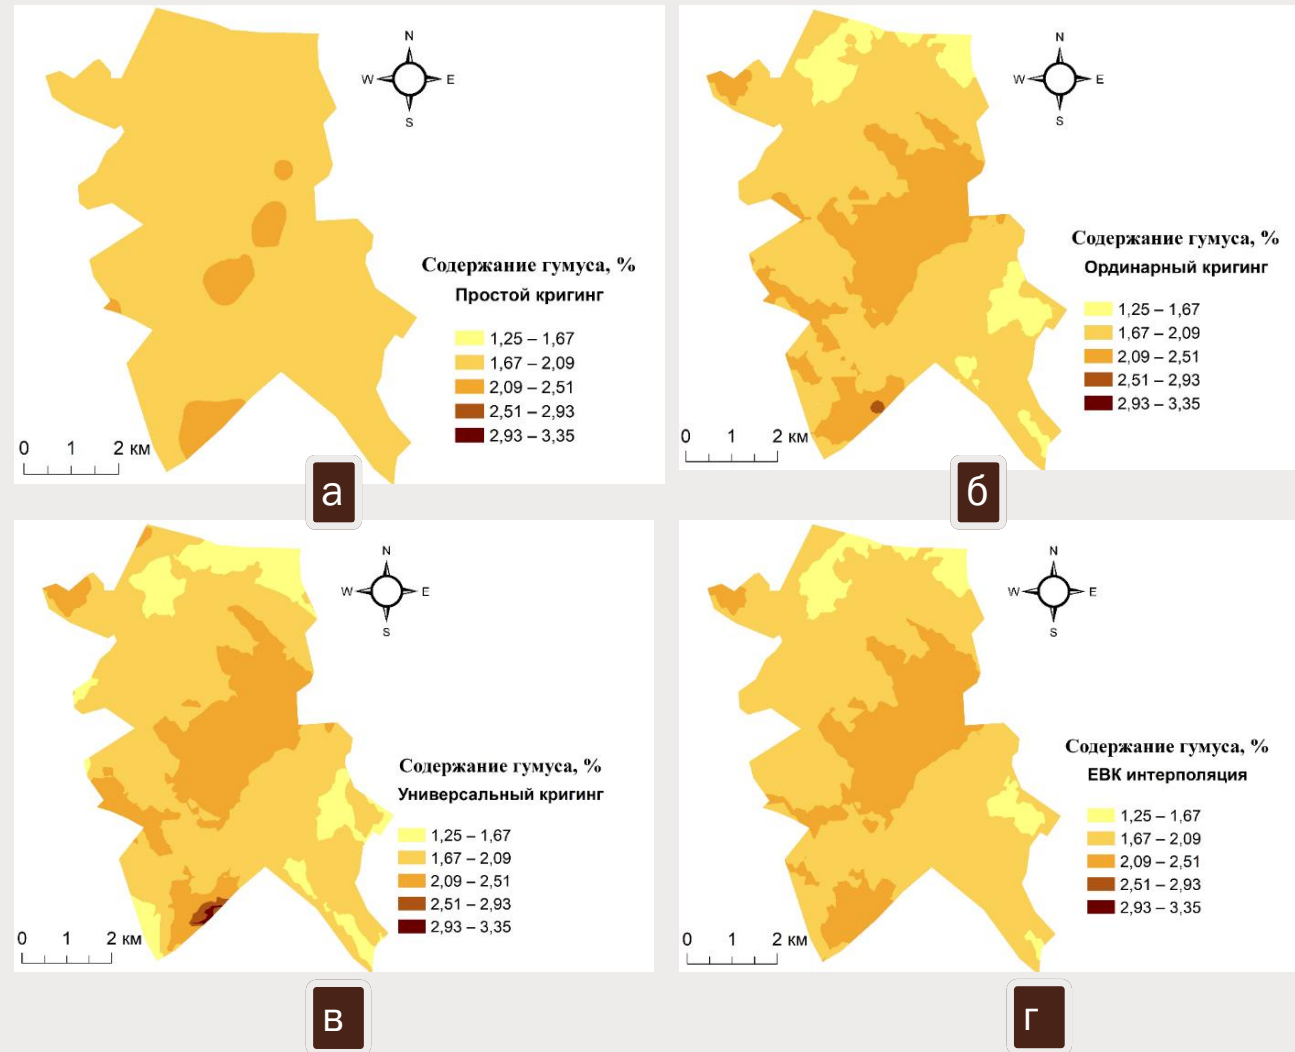 N
W E
S
Содержание гумуса, %
Простой кригинг
1,25 – 1,67
1,67 – 2,09
2,09 – 2,51
2,51 – 2,93
2,93 – 3,35
0 1 2 км
а
N
W E
S
Содержание гумуса, %
Ординарный кригинг
1,25 – 1,67
1,67 – 2,09
2,09 – 2,51
2,51 – 2,93
2,93 – 3,35
0 1 2 км
б
N
W E
S
Содержание гумуса, %
Универсальный кригинг
1,25 – 1,67
1,67 – 2,09
2,09 – 2,51
2,51 – 2,93
2,93 – 3,35
0 1 2 км
в
N
W E
S
Содержание гумуса, %
ЕВК интерполяция
1,25 – 1,67
1,67 – 2,09
2,09 – 2,51
2,51 – 2,93
2,93 – 3,35
0 1 2 км
г